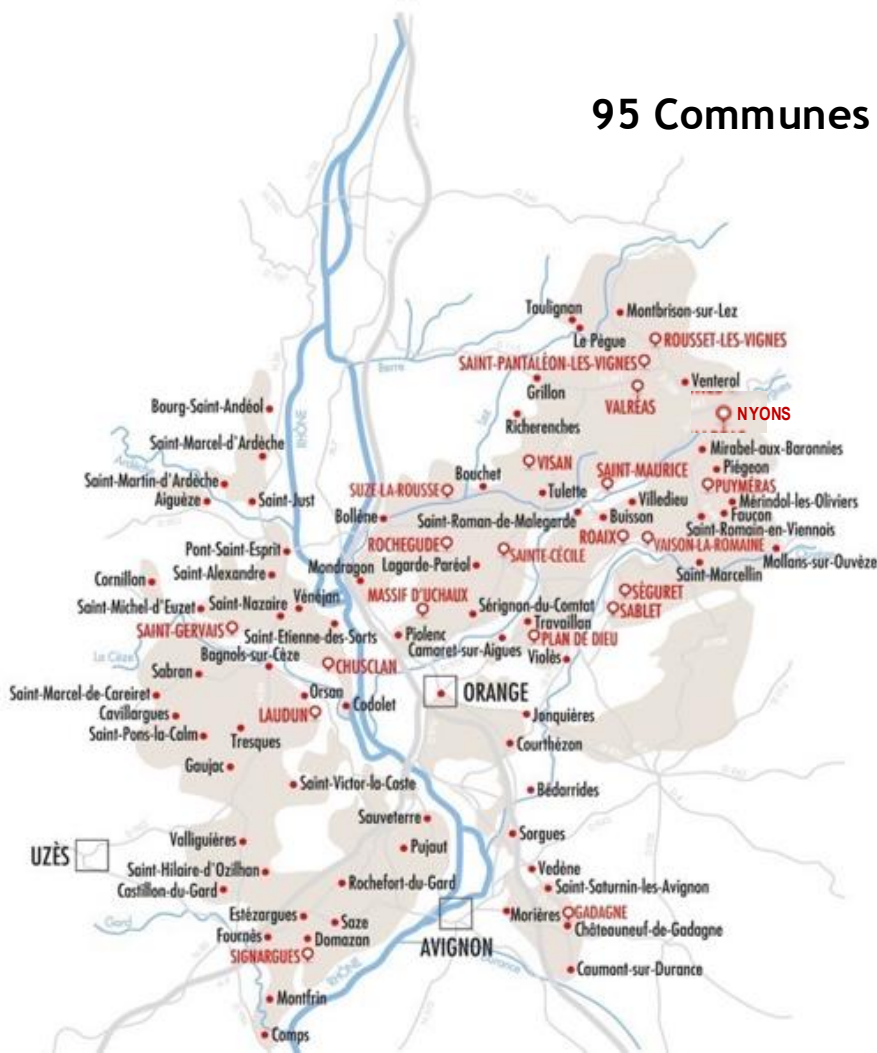 95 Communes
Taulignan
Montbrison-sur-Lez
Le Pègue
ROUSSET-LES-VIGNES
SAINT-PANTALÉON-LES-VIGNES
Berre
Grillon
Venterol
VALRÉAS
Bourg-Saint-Andéol
NYONS
RHÔNE
Lez
Richerenches
Saint-Marcel-d'Ardèche
Mirabel-aux-Baronnies
Ardèche
VISAN
Piégeon
SAINT-MAURICE
Bouchet
Saint-Martin-d'Ardèche
PUYMÉRAS
SUZE-LA-ROUSSE
Tulette
Aiguèze
Saint-Just
Villedieu
Mérindol-les-Oliviers
Bollène
Saint-Roman-de-Malegarde
Buisson
Faucon
Saint-Romain-en-Viennois
ROAIX
VAISON-LA-ROMAINE
ROCHEGUDE
Pont-Saint-Esprit
SAINTE-CÉCILE
Mollans-sur-Ouvèze
Mondragon
Lagarde-Paréol
Saint-Alexandre
Saint-Marcellin
Cornillon
MASSIF D'UCHAUX
SÉGURET
Vénéjan
Saint-Michel-d'Euzet
Saint-Nazaire
Sérignon-du-Comtat
SABLET
Travaillan
SAINT-GERVAIS
Saint-Etienne-des-Sorts
Piolenc
PLAN DE DIEU
Camaret-sur-Aigues
La Cèze
Bagnols-sur-Cèze
Violès
CHUSCLAN
Sabran
Saint-Marcel-de-Careiret
Orsan
ORANGE
Codolet
Cavillargues
LAUDUN
Jonquières
Saint-Pons-la-Calm
Tresques
Courthézon
Gaujac
Saint-Victor-la-Coste
Bédarrides
Sauveterre
Sorgues
Valliguières
Pujaut
UZÈS
Saint-Hilaire-d'Ozilhan
Vedène
Castillon-du-Gard
Rochefort-du-Gard
Saint-Saturnin-les-Avignon
Estézargues
Morières
GADAGNE
Gard
Saze
Châteauneuf-de-Gadagne
Fournès
Domazan
AVIGNON
SIGNARGUES
Durance
RHÔNE
Caumont-sur-Durance
Montfrin
Comps